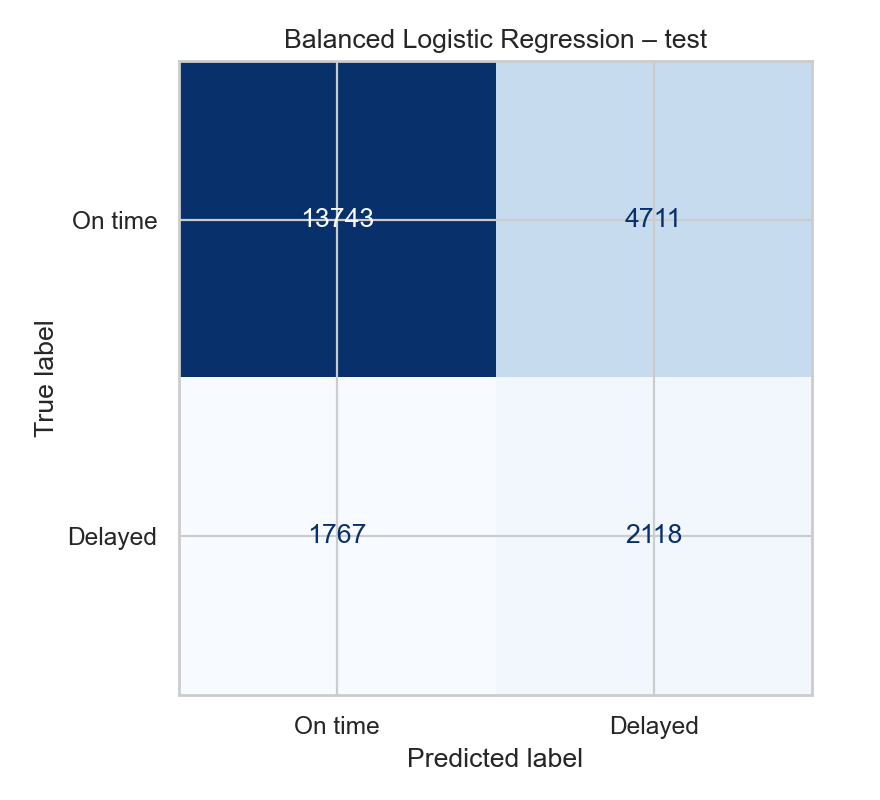 Balanced Logistic Regression – test
True label
On time
13743
4711
Delayed
1767
2118
On time
Delayed
Predicted label